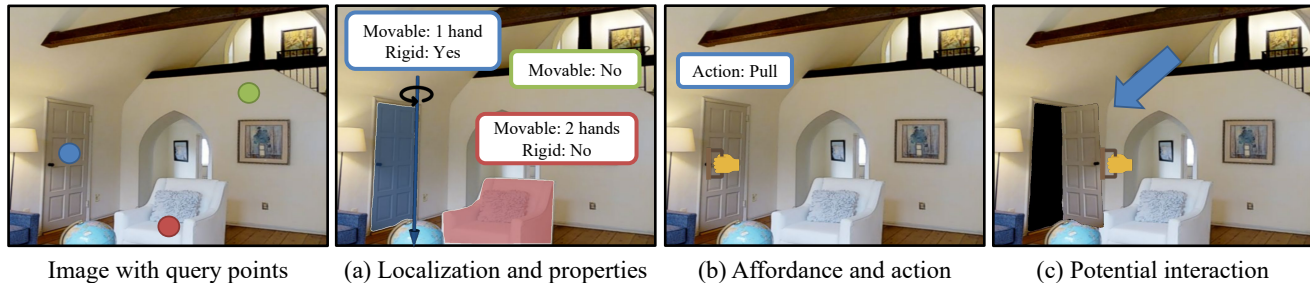 Movable: 1 hand
Rigid: Yes
Movable: No
Movable: 2 hands
Rigid: No
Action: Pull
Image with query points
(a) Localization and properties
(b) Affordance and action
(c) Potential interaction